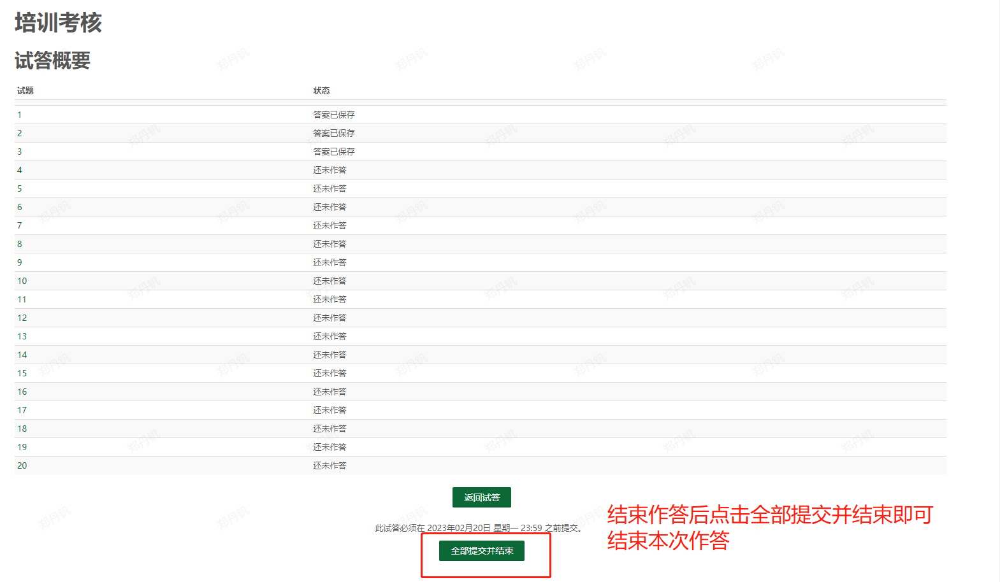 培训考核
试答概要
试题 状态
1 答案已保存
2 答案已保存
3 答案已保存
4 还未作答
5 还未作答
6 还未作答
7 还未作答
8 还未作答
9 还未作答
10 还未作答
11 还未作答
12 还未作答
13 还未作答
14 还未作答
15 还未作答
16 还未作答
17 还未作答
18 还未作答
19 还未作答
20 还未作答
返回试答
此试答必须在 2023年02月20日 星期一 23:59 之前提交。
全部提交并结束
结束作答后点击全部提交并结束即可
结束本次作答
郑丹钒